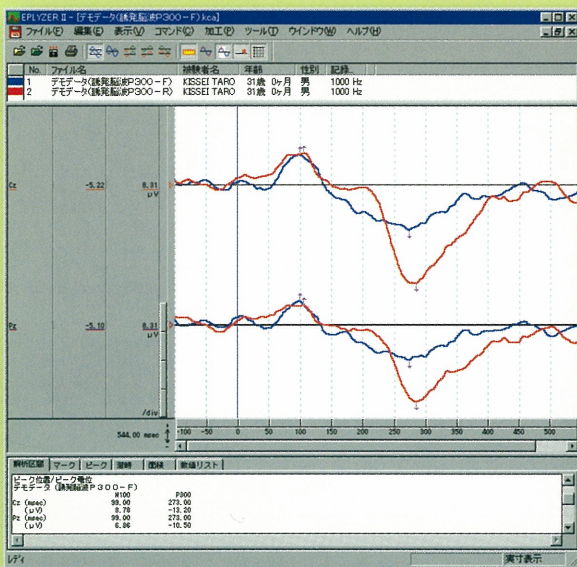 EPLYZER II - [デモデータ(誘発脳波P300-F).kca]
ファイル(F) 編集(E) 表示(V) コマンド(C) 加工(P) ツール(T) ウインドウ(W) ヘルプ(H)
No. ファイル名 被験者名 年齢 性別 記録...
1 デモデータ(誘発脳波P300-F) KISSEI TARO 31歳 0ヶ月 男 1000 Hz
2 デモデータ(誘発脳波P300-R) KISSEI TARO 31歳 0ヶ月 男 1000 Hz
Cz -5.22 8.31
μV
Pz -5.10 8.31
μV
/div
544.00 msec -100 -50 0 50 100 150 200 250 300 350 400 450 500
解析区間 マーク ピーク 潜時 面積 数値リスト
ピーク位置/ピーク電位
デモデータ (誘発脳波P300-F)
N100 P300
Cz (msec) 99.00 273.00
(μV) 8.78 -13.20
Pz (msec) 99.00 273.00
(μV) 6.86 -10.50
レディ 実寸表示